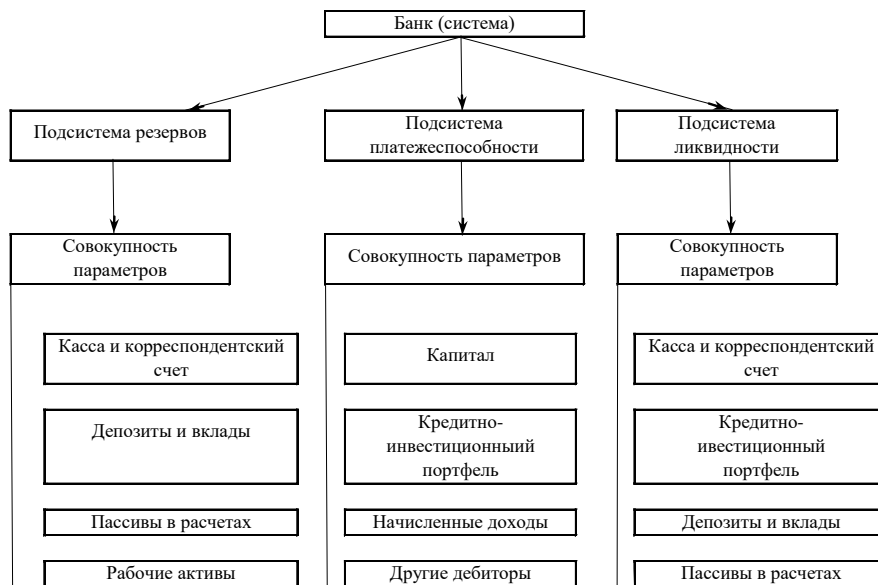 Банк (система)
Подсистема резервов
Подсистема
платежеспособности
Подсистема
ликвидности
Совокупность
параметров
Совокупность параметров
Совокупность
параметров
Касса и корреспондентский
счет
Капитал
Касса и корреспондентский
счет
Депозиты и вклады
Кредитно-
инвестиционныий
портфель
Кредитно-
ивестиционный
портфель
Пассивы в расчетах
Начисленные доходы
Депозиты и вклады
Рабочие активы
Другие дебиторы
Пассивы в расчетах